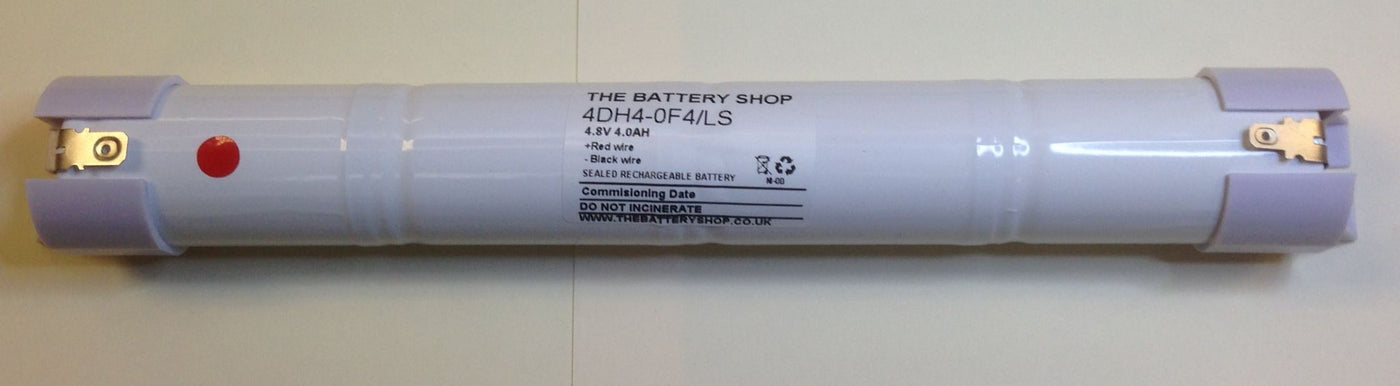 THE BATTERY SHOP
4DH4-0F4/LS
4.8V 4.0AH
+Red wire
- Black wire
SEALED RECHARGEABLE BATTERY
Commisioning Date
DO NOT INCINERATE
WWW.THEBATTERYSHOP.CO.UK